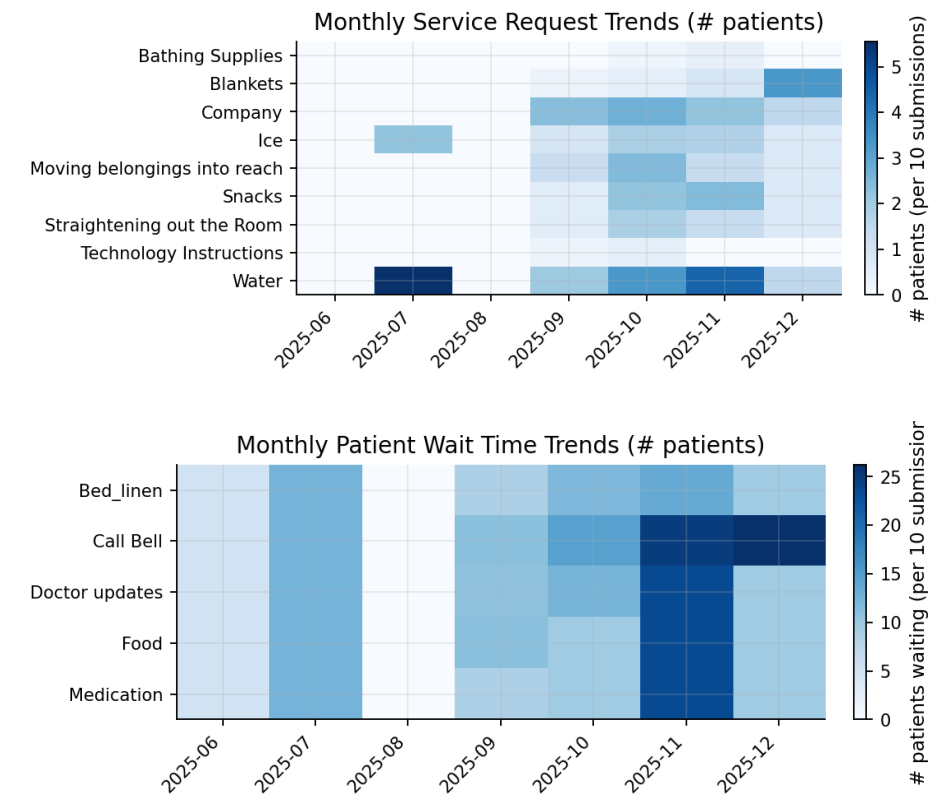 Monthly Service Request Trends (# patients)
Bathing Supplies
Blankets
Company
Ice
Moving belongings into reach
Snacks
Straightening out the Room
Technology Instructions
Water
2025-06
2025-07
2025-08
2025-09
2025-10
2025-11
2025-12
5
4
3
2
1
0
# patients (per 10 submissions)
Monthly Patient Wait Time Trends (# patients)
Bed_linen
Call Bell
Doctor updates
Food
Medication
2025-06
2025-07
2025-08
2025-09
2025-10
2025-11
2025-12
25
20
15
10
5
0
# patients waiting (per 10 submission